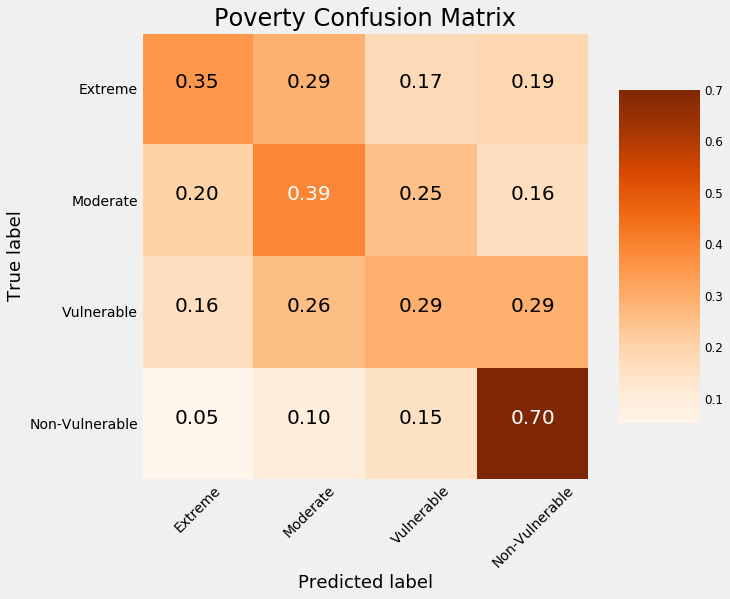 Poverty Confusion Matrix
True label
Extreme 0.35 0.29 0.17 0.19
Moderate 0.20 0.39 0.25 0.16
Vulnerable 0.16 0.26 0.29 0.29
Non-Vulnerable 0.05 0.10 0.15 0.70
Extreme Moderate Vulnerable Non-Vulnerable
Predicted label
0.7
0.6
0.5
0.4
0.3
0.2
0.1